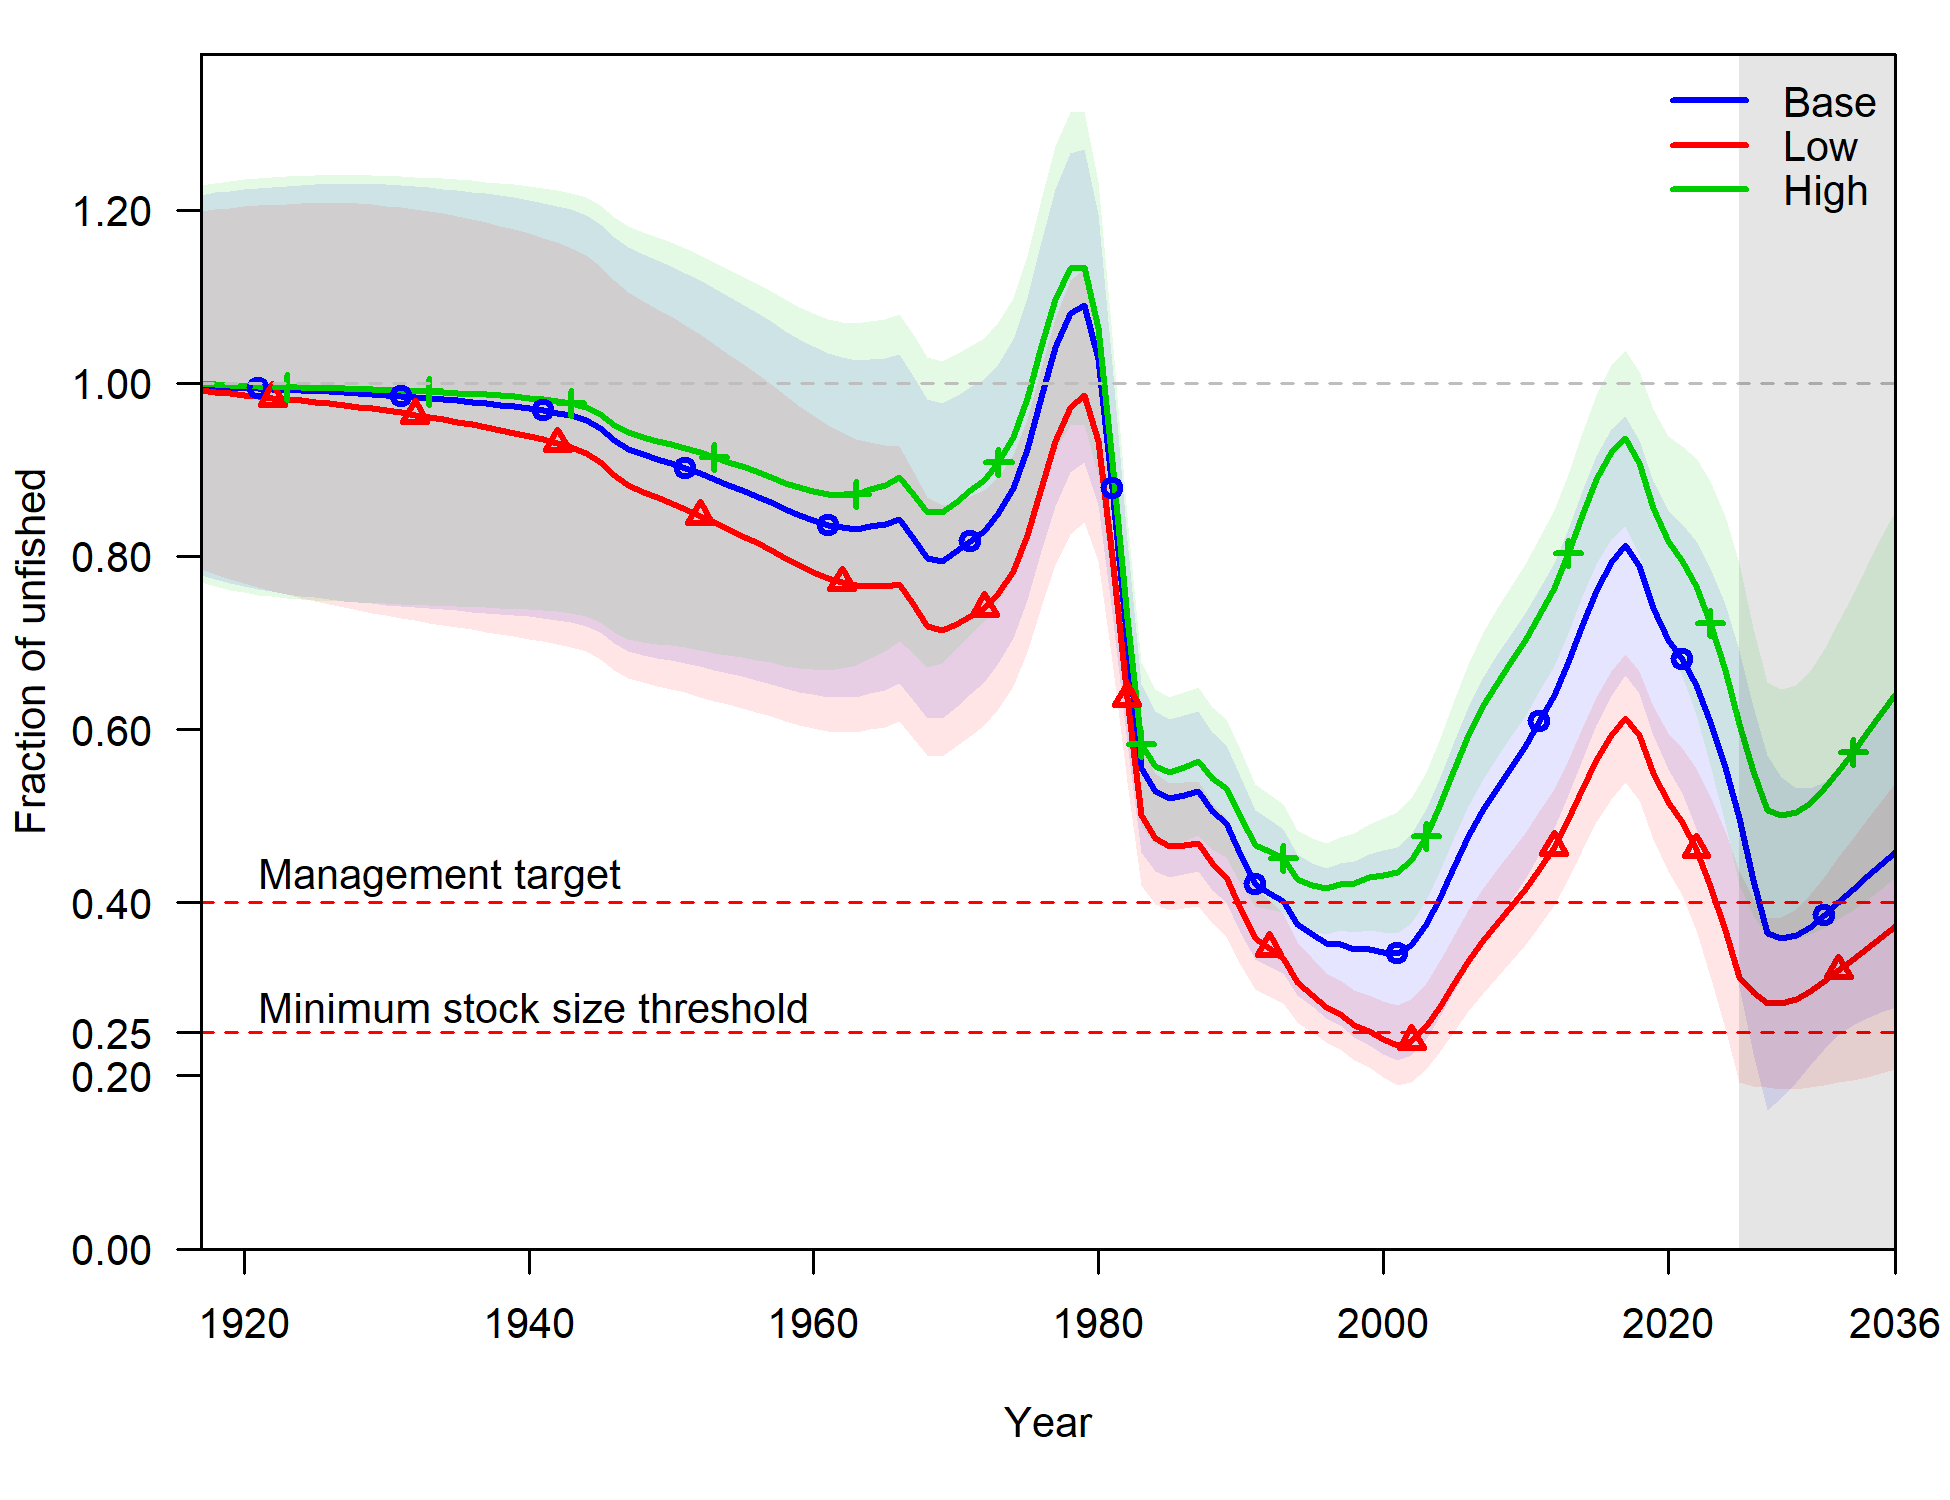 Base
Low
High
1.20
1.00
0.80
0.60
0.40
0.25
0.20
0.00
Fraction of unfished
Management target
Minimum stock size threshold
1920
1940
1960
1980
2000
2020
2036
Year